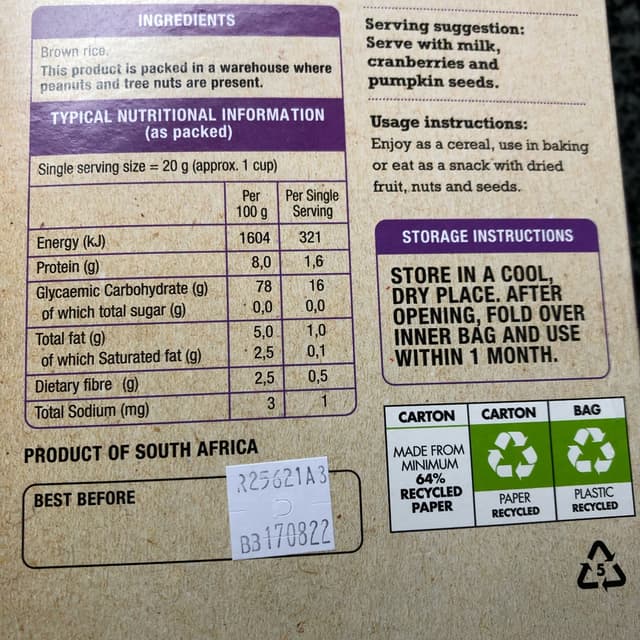 INGREDIENTS
Brown rice.
This product is packed in a warehouse where
peanuts and tree nuts are present.
TYPICAL NUTRITIONAL INFORMATION
(as packed)
Single serving size = 20 g (approx. 1 cup)
Per 100 g Per Single Serving
Energy (kJ) 1604 321
Protein (g) 8,0 1,6
Glycaemic Carbohydrate (g) 78 16
of which total sugar (g) 0,0 0,0
Total fat (g) 5,0 1,0
of which Saturated fat (g) 2,5 0,1
Dietary fibre (g) 2,5 0,5
Total Sodium (mg) 3 1
PRODUCT OF SOUTH AFRICA
BEST BEFORE
R25621A3
BB170822
Serving suggestion:
Serve with milk,
cranberries and
pumpkin seeds.
Usage instructions:
Enjoy as a cereal, use in baking
or eat as a snack with dried
fruit, nuts and seeds.
STORAGE INSTRUCTIONS
STORE IN A COOL,
DRY PLACE. AFTER
OPENING, FOLD OVER
INNER BAG AND USE
WITHIN 1 MONTH.
CARTON
MADE FROM
MINIMUM
64%
RECYCLED
PAPER
CARTON
PAPER
RECYCLED
BAG
PLASTIC
RECYCLED
5